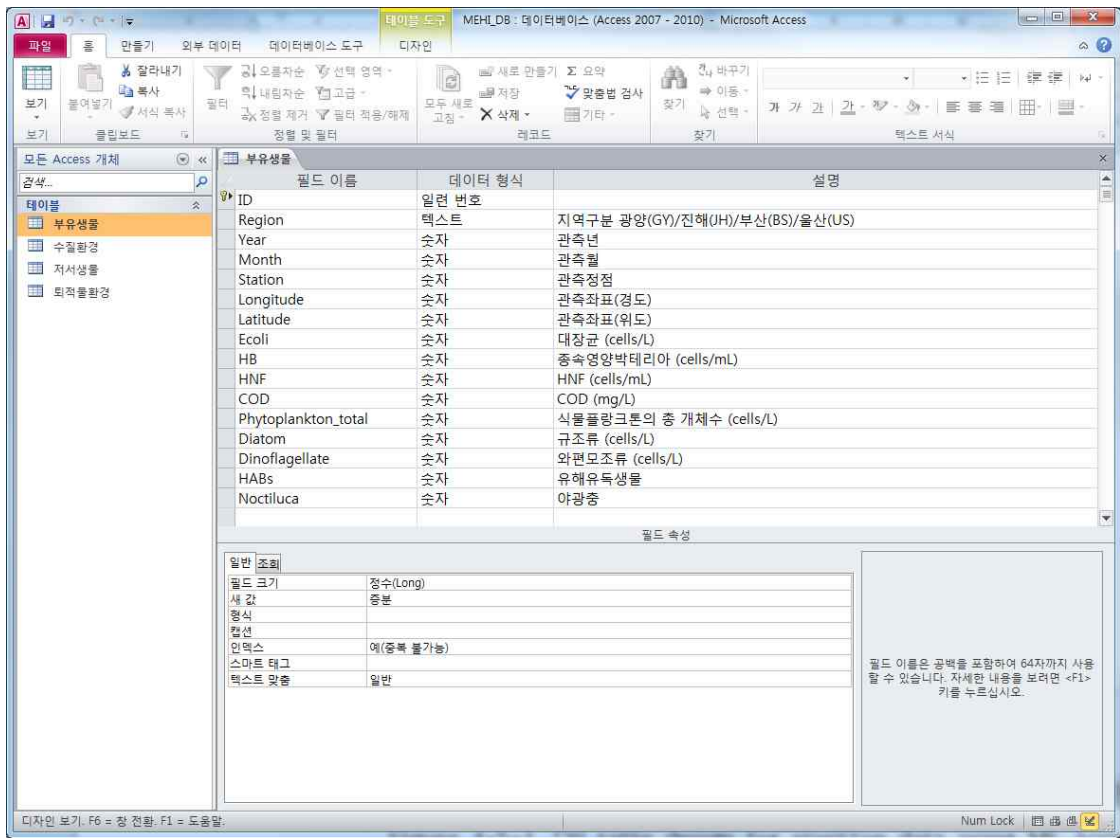 테이블 도구 MEHI_DB : 데이터베이스 (Access 2007 - 2010) - Microsoft Access
파일 홈 만들기 외부 데이터 데이터베이스 도구 디자인
보기
붙여넣기
잘라내기
복사
서식 복사
필터
오름차순
내림차순
정렬 제거
선택 영역
고급
필터 적용/해제
모두 새로 고침
새로 만들기
저장
삭제
요약
맞춤법 검사
기타
찾기
바꾸기
이동
선택
가 가 가 가
보기 클립보드 정렬 및 필터 레코드 찾기 텍스트 서식
모든 Access 개체
검색...
테이블
부유생물
수질환경
저서생물
퇴적물환경
부유생물
필드 이름 데이터 형식 설명
ID 일련 번호
Region 텍스트 지역구분 광양(GY)/진해(JH)/부산(BS)/울산(US)
Year 숫자 관측년
Month 숫자 관측월
Station 숫자 관측정점
Longitude 숫자 관측좌표(경도)
Latitude 숫자 관측좌표(위도)
Ecoli 숫자 대장균 (cells/L)
HB 숫자 종속영양박테리아 (cells/mL)
HNF 숫자 HNF (cells/mL)
COD 숫자 COD (mg/L)
Phytoplankton_total 숫자 식물플랑크톤의 총 개체수 (cells/L)
Diatom 숫자 규조류 (cells/L)
Dinoflagellate 숫자 와편모조류 (cells/L)
HABs 숫자 유해유독생물
Noctiluca 숫자 야광충
필드 속성
일반 조회
필드 크기 정수(Long)
새 값 증분
형식
캡션
인덱스 예(중복 불가능)
스마트 태그
텍스트 맞춤 일반
필드 이름은 공백을 포함하여 64자까지 사용
할 수 있습니다. 자세한 내용을 보려면 <F1>
키를 누르십시오.
디자인 보기. F6 = 창 전환. F1 = 도움말. Num Lock